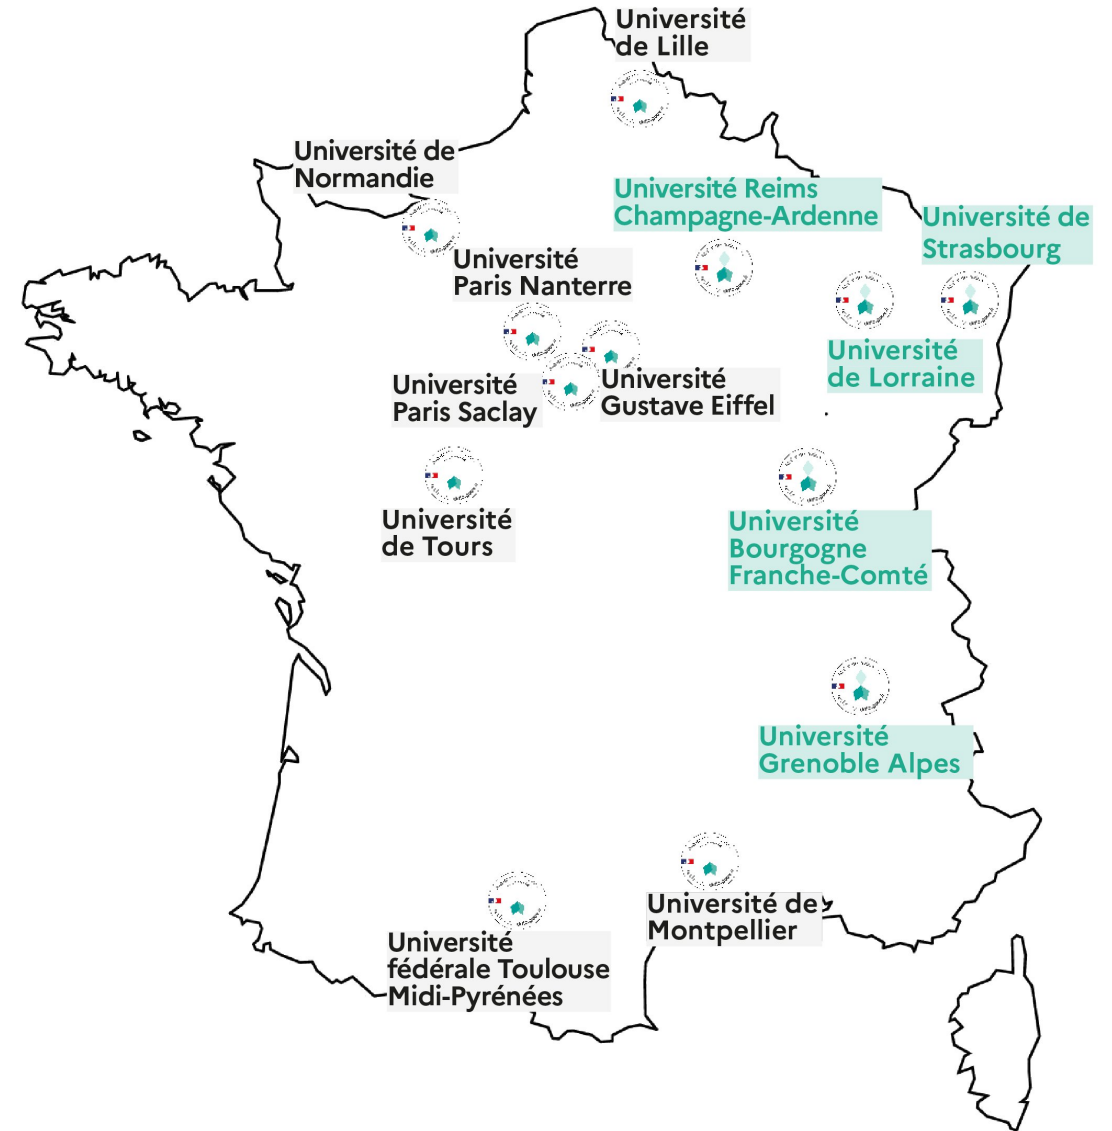 Université
de Lille
Université de
Normandie
Université Reims
Champagne-Ardenne
Université de
Strasbourg
Université
Paris Nanterre
Université
de Lorraine
Université
Paris Saclay
Université
Gustave Eiffel
Université
de Tours
Université
Bourgogne
Franche-Comté
Université
Grenoble Alpes
Université de
Montpellier
Université
fédérale Toulouse
Midi-Pyrénées